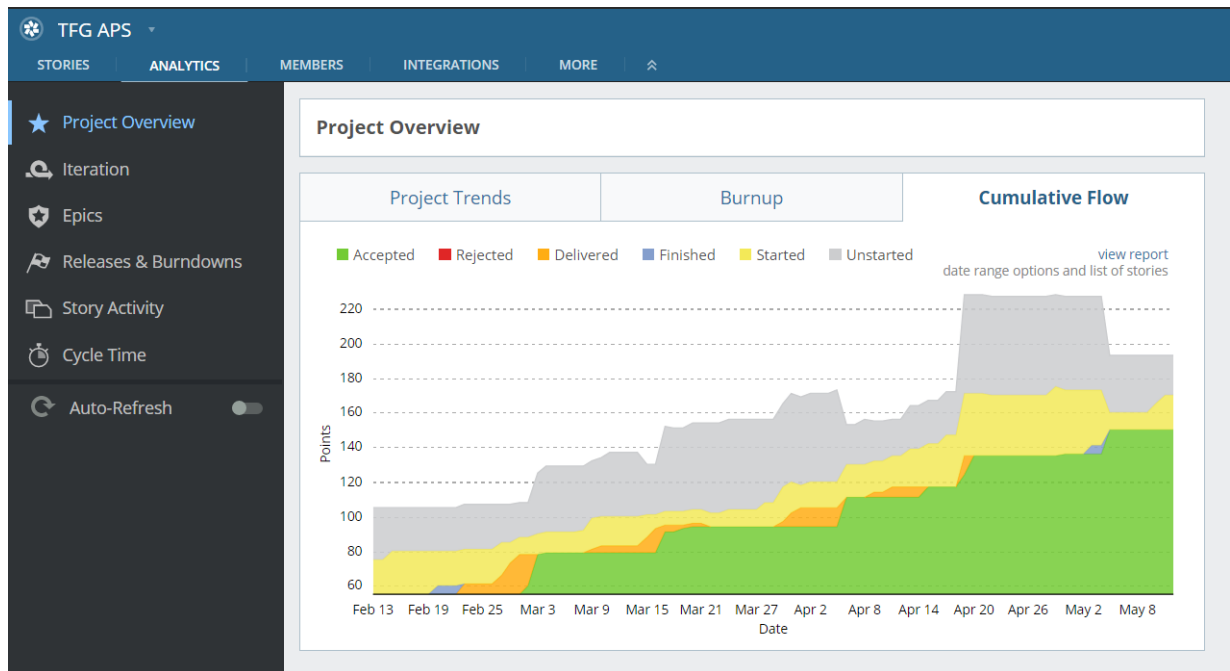 TFG APS
STORIES ANALYTICS MEMBERS INTEGRATIONS MORE
Project Overview
Iteration
Epics
Releases & Burndowns
Story Activity
Cycle Time
Auto-Refresh
Project Overview
Project Trends Burnup Cumulative Flow
Accepted Rejected Delivered Finished Started Unstarted
view report
date range options and list of stories
Points
220
200
180
160
140
120
100
80
60
Feb 13 Feb 19 Feb 25 Mar 3 Mar 9 Mar 15 Mar 21 Mar 27 Apr 2 Apr 8 Apr 14 Apr 20 Apr 26 May 2 May 8
Date